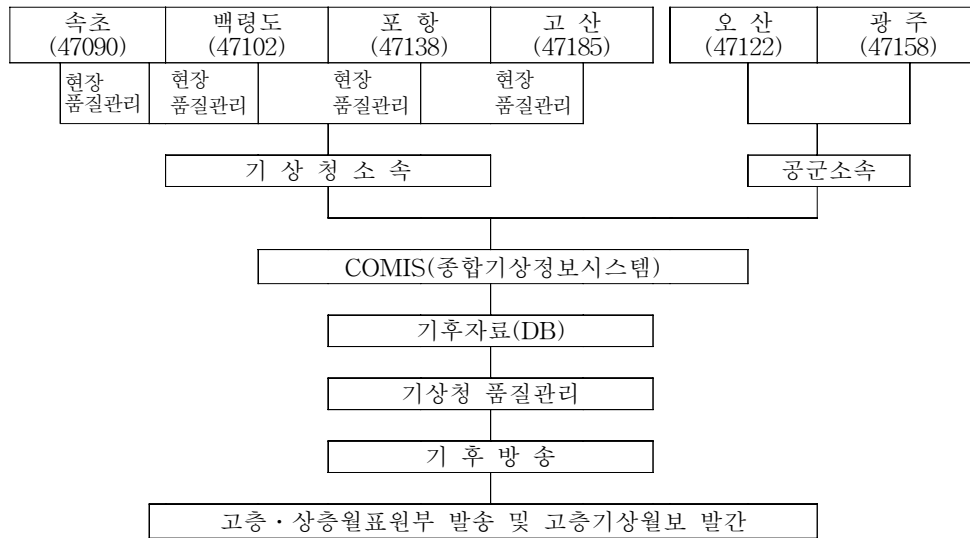 속초 백령도 포 항 고 산 오 산 광 주
(47090) (47102) (47138) (47185) (47122) (47158)
현장 현장 현장 현장
품질관리 품질관리 품질관리 품질관리
기 상 청 소 속 공군소속
COMIS(종합기상정보시스템)
기후자료(DB)
기상청 품질관리
기 후 방 송
고층·상층월표원부 발송 및 고층기상월보 발간